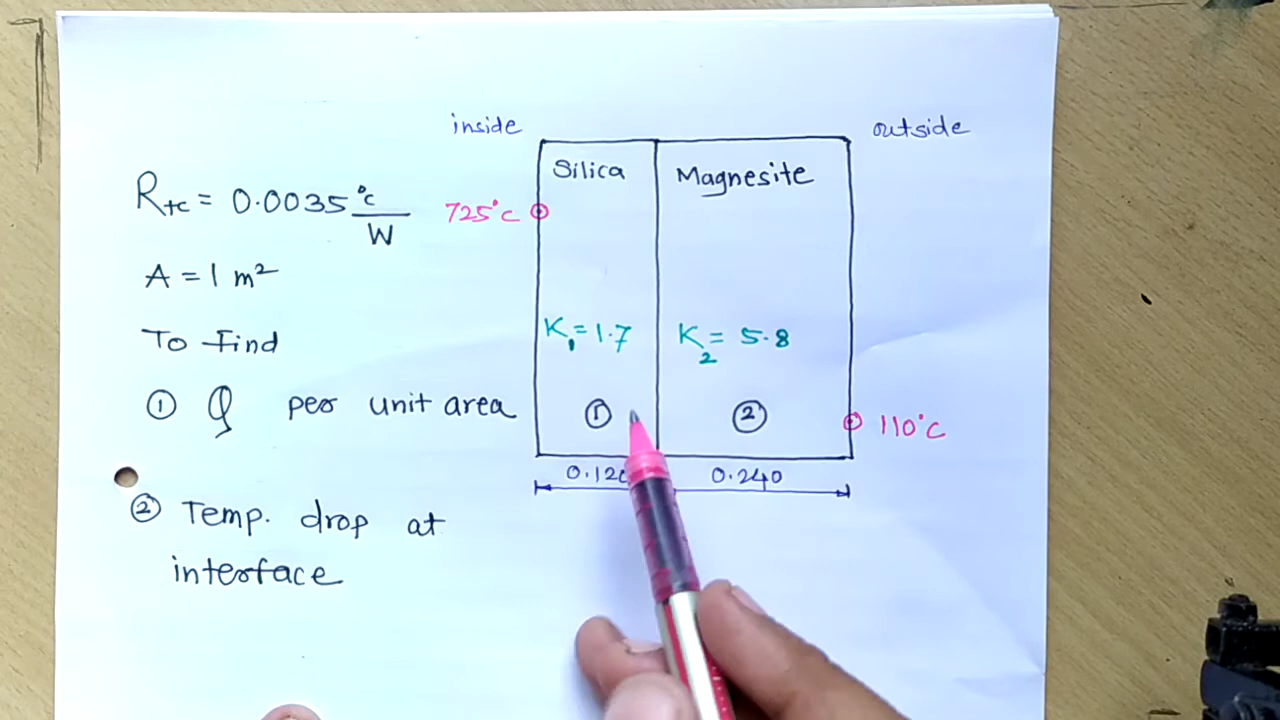 inside
outside
Silica
Magnesite
Rtc = 0.0035 °c/W
725°c
A = 1 m²
K₁ = 1.7
K₂ = 5.8
To Find
① Q per unit area
①
②
110°c
0.240
② Temp. drop at
interface